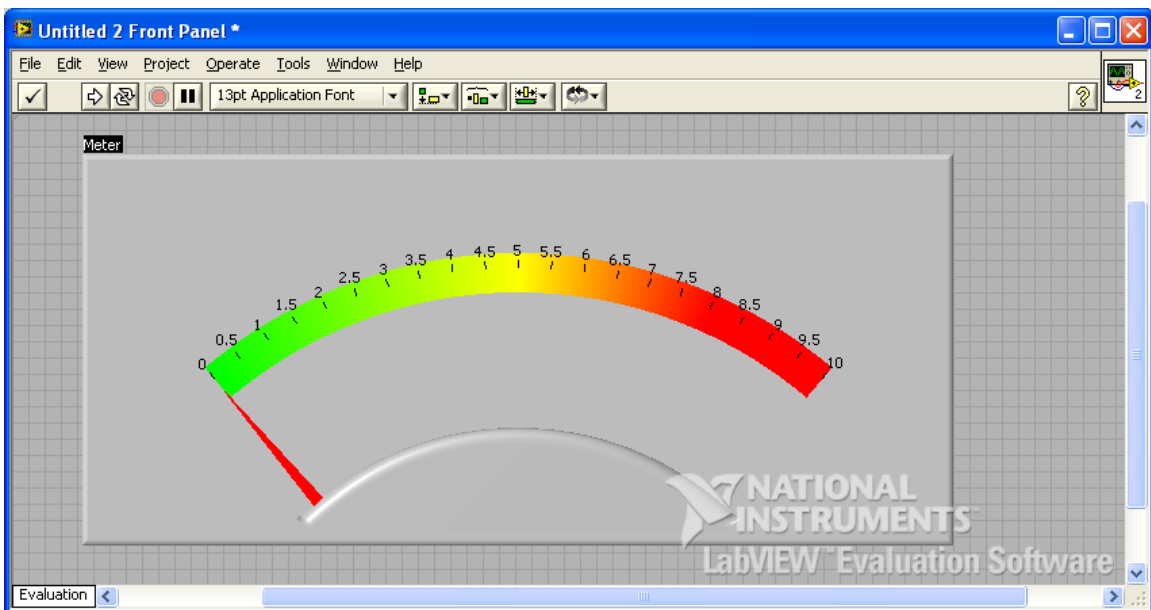 Untitled 2 Front Panel *
File Edit View Project Operate Tools Window Help
13pt Application Font
2
Meter
0 0.5 1 1.5 2 2.5 3 3.5 4 4.5 5 5.5 6 6.5 7 7.5 8 8.5 9 9.5 10
NATIONAL
INSTRUMENTS
LabVIEW™ Evaluation Software
Evaluation